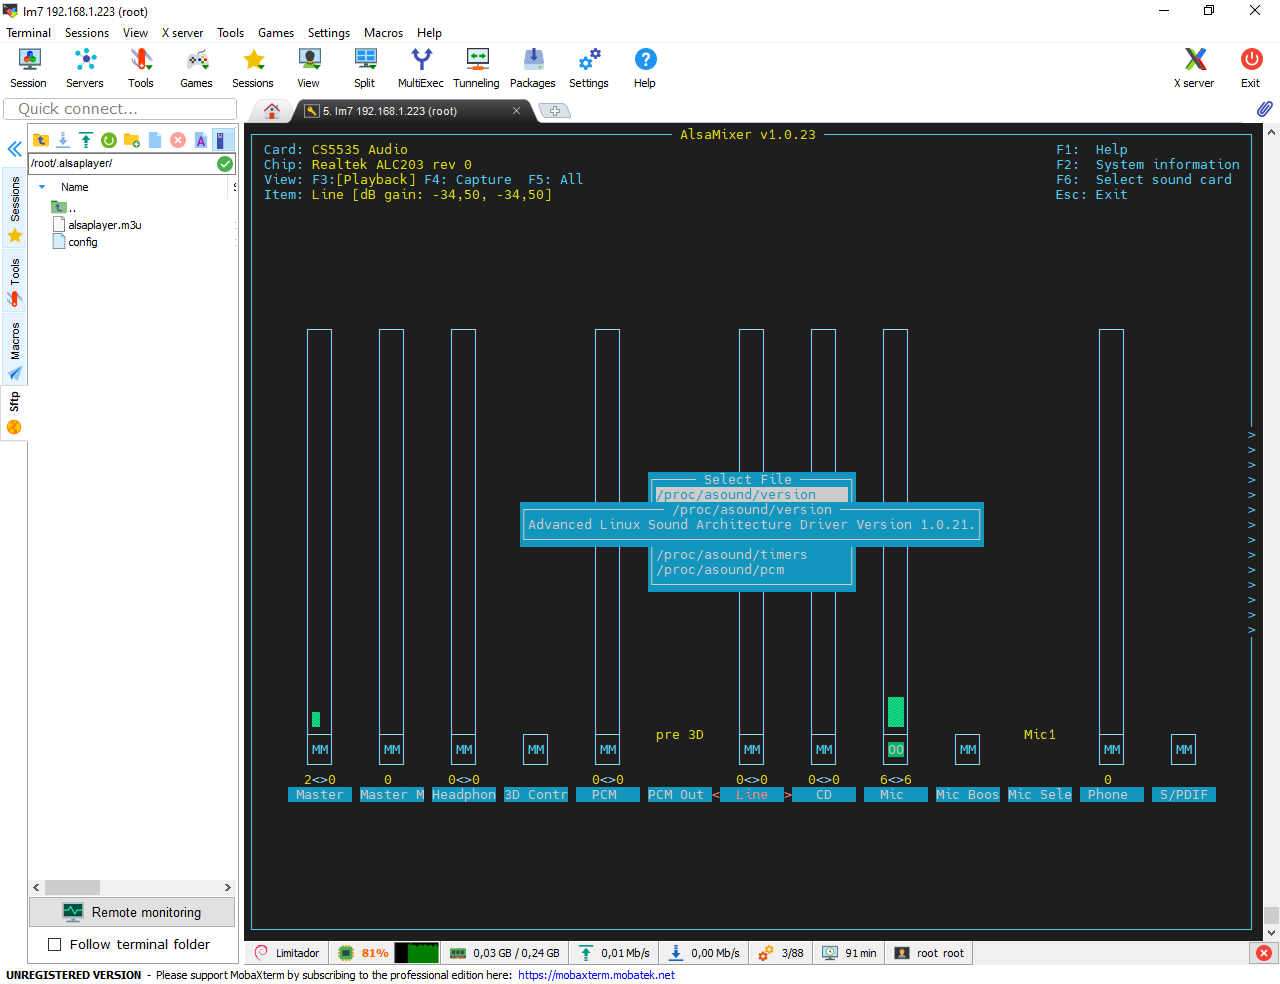 lm7 192.168.1.223 (root)
Terminal Sessions View X server Tools Games Settings Macros Help
Session Servers Tools Games Sessions View Split MultiExec Tunneling Packages Settings Help X server Exit
Quick connect...
5. lm7 192.168.1.223 (root)
/root/.alsaplayer/
Name
..
alsaplayer.m3u
config
Sessions
Tools
Macros
Sftp
AlsaMixer v1.0.23
Card: CS5535 Audio F1: Help
Chip: Realtek ALC203 rev 0 F2: System information
View: F3:[Playback] F4: Capture F5: All F6: Select sound card
Item: Line [dB gain: -34,50, -34,50] Esc: Exit
Select File
/proc/asound/version
/proc/asound/version
Advanced Linux Sound Architecture Driver Version 1.0.21.
/proc/asound/timers
/proc/asound/pcm
pre 3D Mic1
MM MM MM MM MM MM MM OO MM MM MM
2<>0 0 0<>0 0<>0 0<>0 0<>0 6<>6 0
Master Master M Headphon 3D Contr PCM PCM Out < Line > CD Mic Mic Boos Mic Sele Phone S/PDIF
Remote monitoring
Follow terminal folder
Limitador 81% 0,03 GB / 0,24 GB 0,01 Mb/s 0,00 Mb/s 3/88 91 min root root
UNREGISTERED VERSION - Please support MobaXterm by subscribing to the professional edition here: https://mobaxterm.mobatek.net